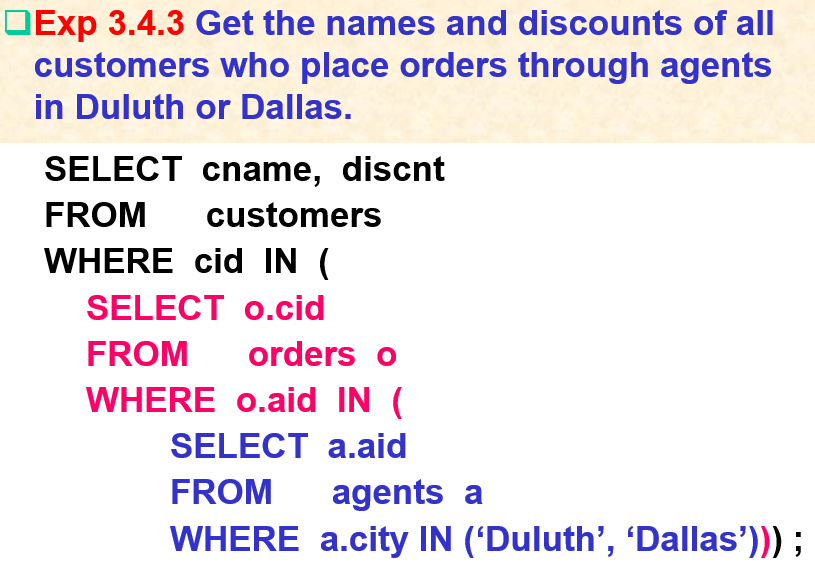 ❑Exp 3.4.3 Get the names and discounts of all
customers who place orders through agents
in Duluth or Dallas.
SELECT cname, discnt
FROM customers
WHERE cid IN (
SELECT o.cid
FROM orders o
WHERE o.aid IN (
SELECT a.aid
FROM agents a
WHERE a.city IN (‘Duluth’, ‘Dallas’))) ;